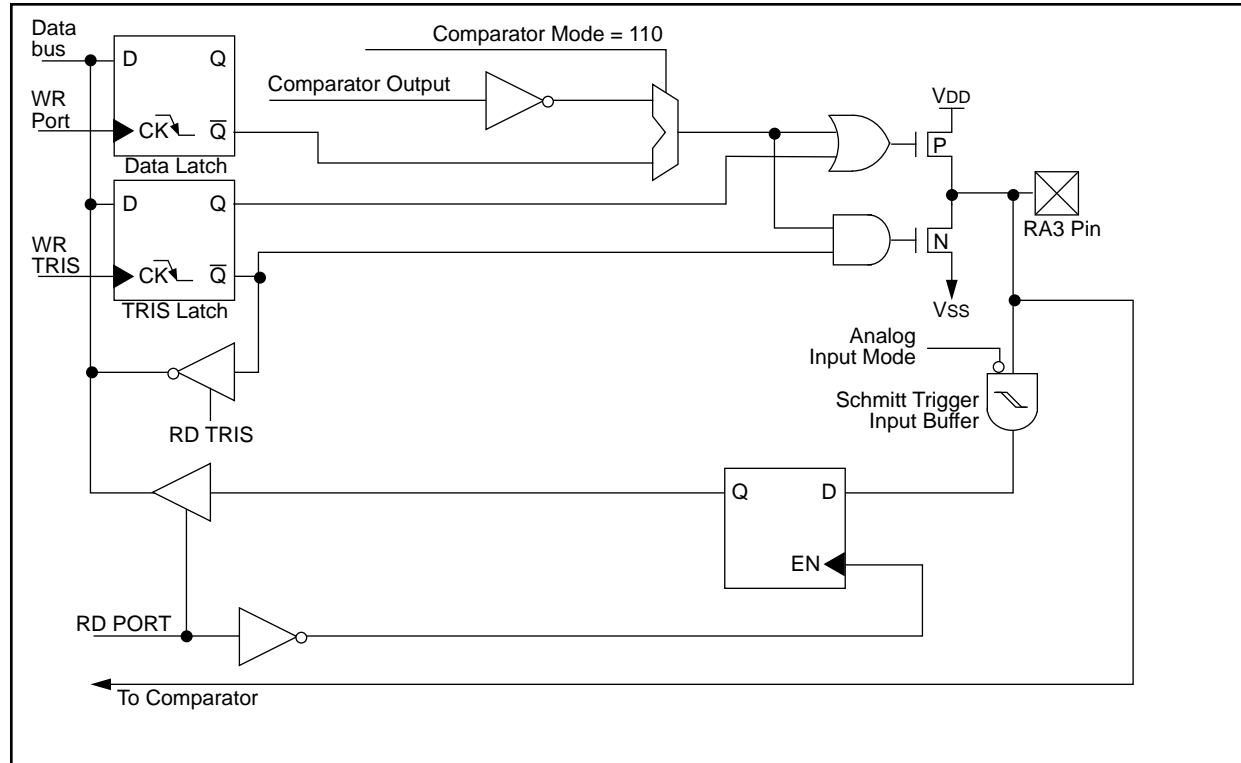 Data
bus
D Q
WR
Port
CK Q̅
Data Latch
D Q
WR
TRIS
CK Q̅
TRIS Latch
RD TRIS
Comparator Mode = 110
Comparator Output
VDD
P
N
VSS
RA3 Pin
Analog
Input Mode
Schmitt Trigger
Input Buffer
Q D
EN
RD PORT
To Comparator